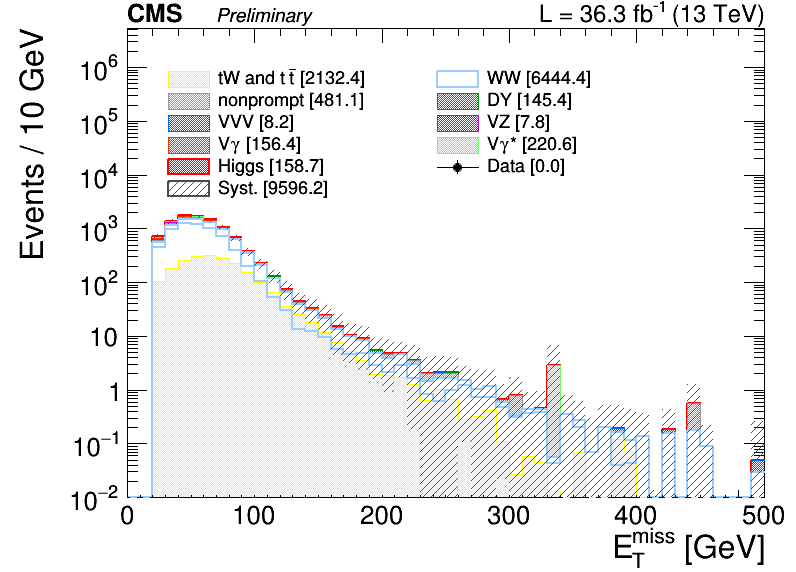 CMS Preliminary L = 36.3 fb⁻¹ (13 TeV)
Events / 10 GeV
tW and tt̄ [2132.4]
nonprompt [481.1]
VVV [8.2]
Vγ [156.4]
Higgs [158.7]
Syst. [9596.2]
WW [6444.4]
DY [145.4]
VZ [7.8]
Vγ* [220.6]
Data [0.0]
10⁶
10⁵
10⁴
10³
10²
10
1
10⁻¹
10⁻²
0 100 200 300 400 500
E_T^miss [GeV]